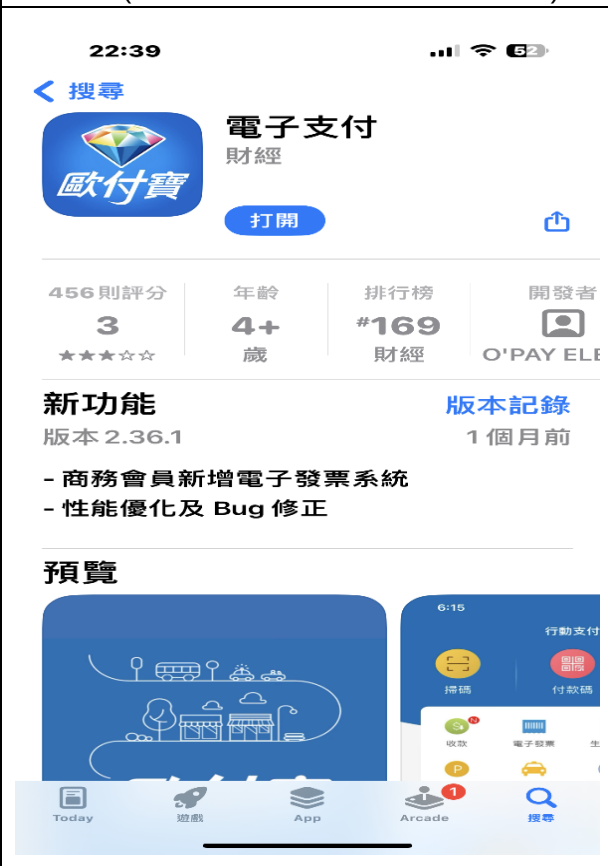 22:39
52
搜尋
電子支付
財經
歐付寶
打開
456則評分 年齡 排行榜 開發者
3 4+ #169
★★★☆☆ 歲 財經 O'PAY ELE
新功能 版本記錄
版本 2.36.1 1 個月前
- 商務會員新增電子發票系統
- 性能優化及 Bug 修正
預覽
6:15
行動支付
掃碼 付款碼
N
收款 電子發票 生
P
Today 遊戲 App Arcade 1 搜尋